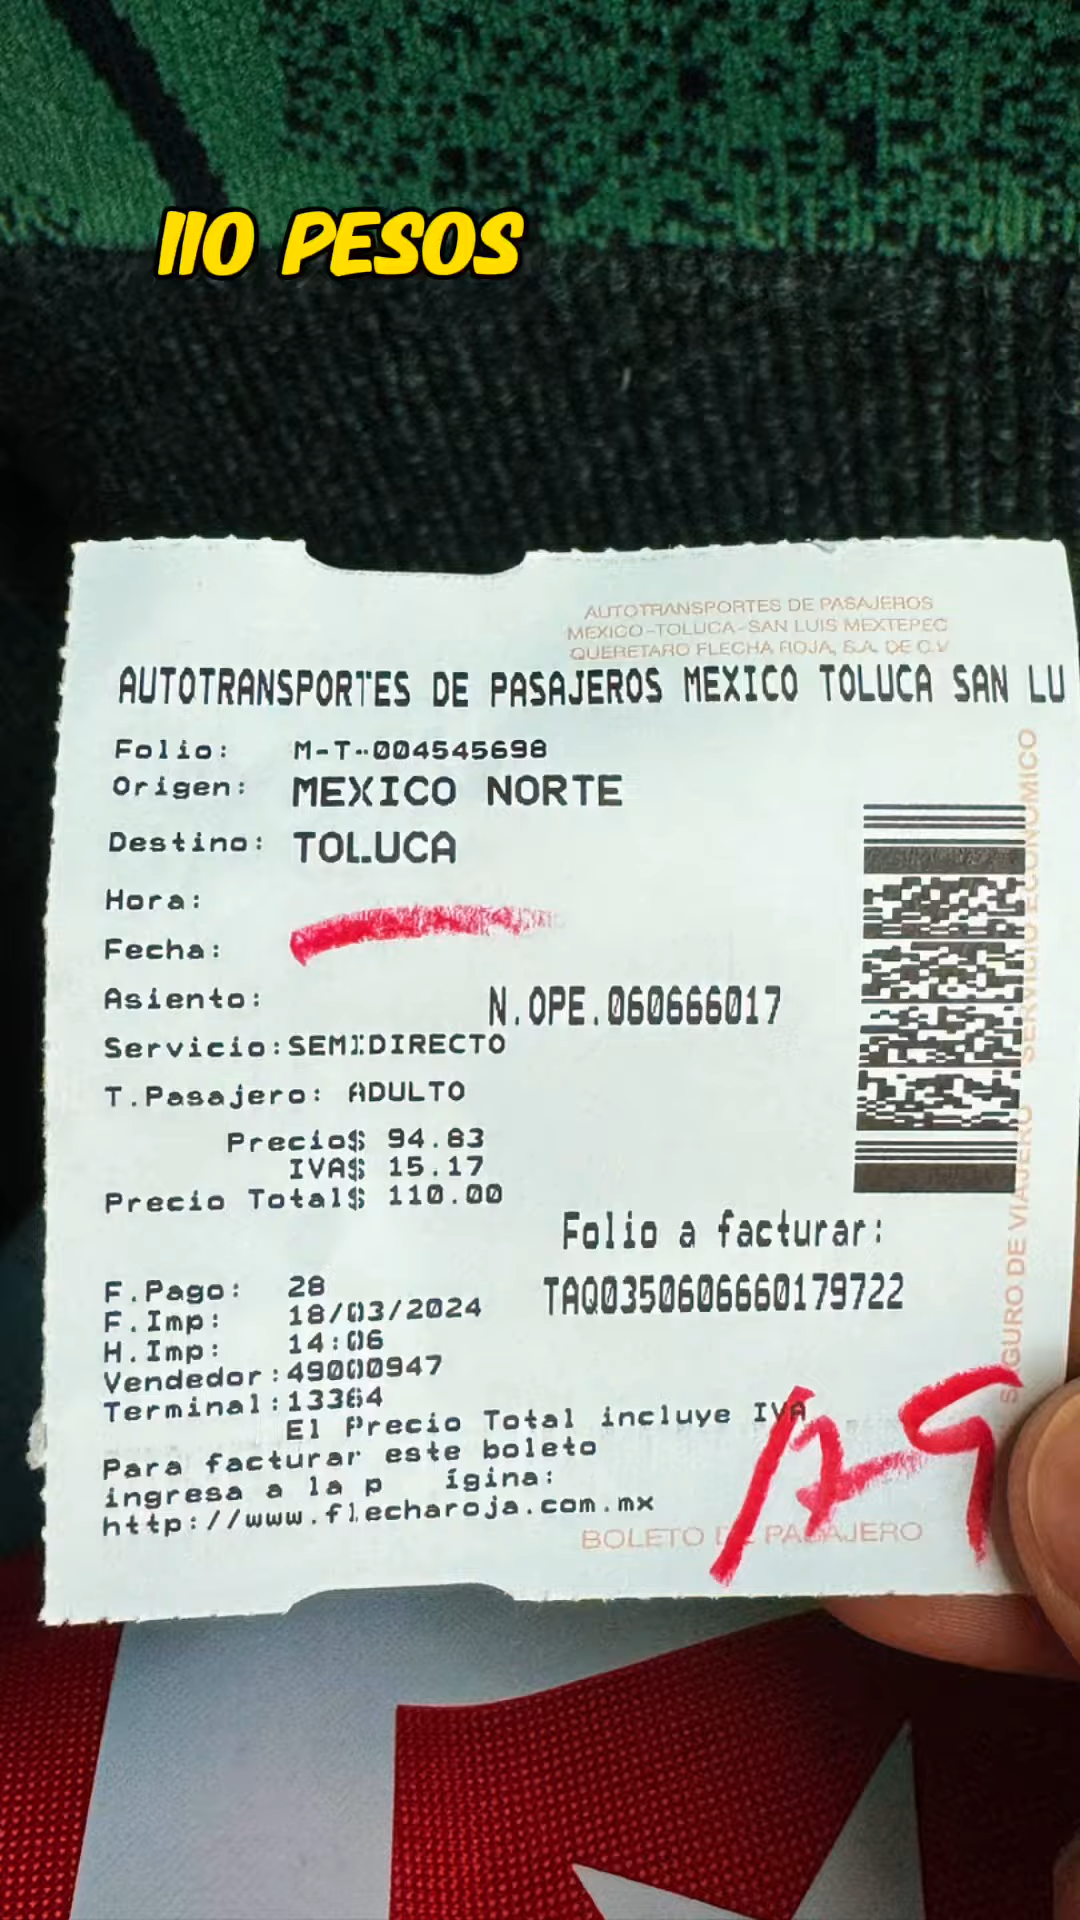 110 PESOS
AUTOTRANSPORTES DE PASAJEROS
MEXICO-TOLUCA-SAN LUIS MEXTEPEC
QUERETARO FLECHA ROJA, S.A. DE C.V
AUTOTRANSPORTES DE PASAJEROS MEXICO TOLUCA SAN LU
Folio: M-T-004545698
Origen: MEXICO NORTE
Destino: TOLUCA
Hora:
Fecha:
Asiento:
N.OPE.060666017
Servicio:SEMIDIRECTO
T.Pasajero: ADULTO
Precio$ 94.83
IVA$ 15.17
Precio Total$ 110.00
Folio a facturar:
TAQ03506066660179722
F.Pago: 28
F.Imp: 18/03/2024
H.Imp: 14:06
Vendedor:49000947
Terminal:13364
El Precio Total incluye IVA
Para facturar este boleto
ingresa a la p ígina:
http://www.flecharoja.com.mx
BOLETO DE PASAJERO
SEGURO DE VIAJERO SERVICIO ECONOMICO